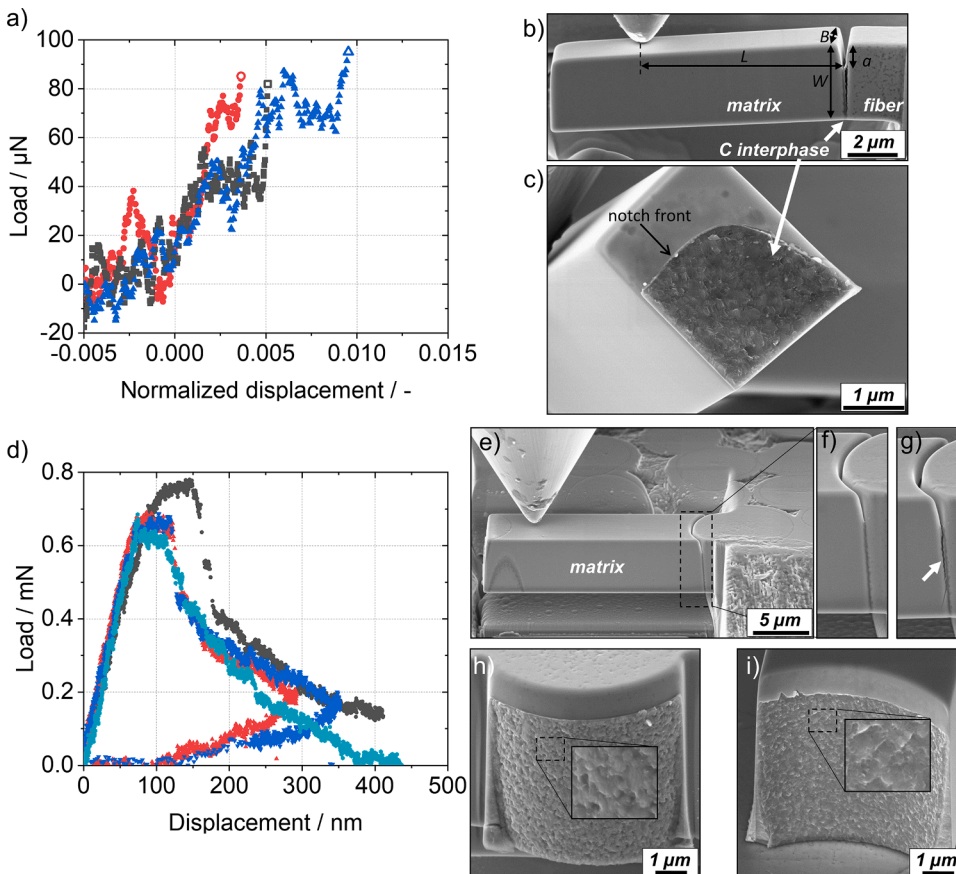 a)
100
80
60
40
20
0
-20
Load / µN
-0.005
0.000
0.005
0.010
0.015
Normalized displacement / -
b)
B
L
a
W
matrix
fiber
2 µm
C interphase
c)
notch front
1 µm
d)
0.8
0.6
0.4
0.2
0.0
Load / mN
0
100
200
300
400
500
Displacement / nm
e)
matrix
5 µm
f)
g)
h)
1 µm
i)
1 µm